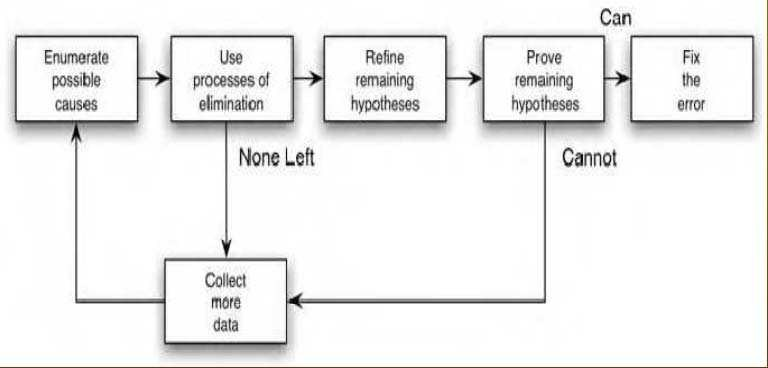 Can
Enumerate
possible
causes
Use
processes of
elimination
Refine
remaining
hypotheses
Prove
remaining
hypotheses
Fix
the
error
None Left
Cannot
Collect
more
data